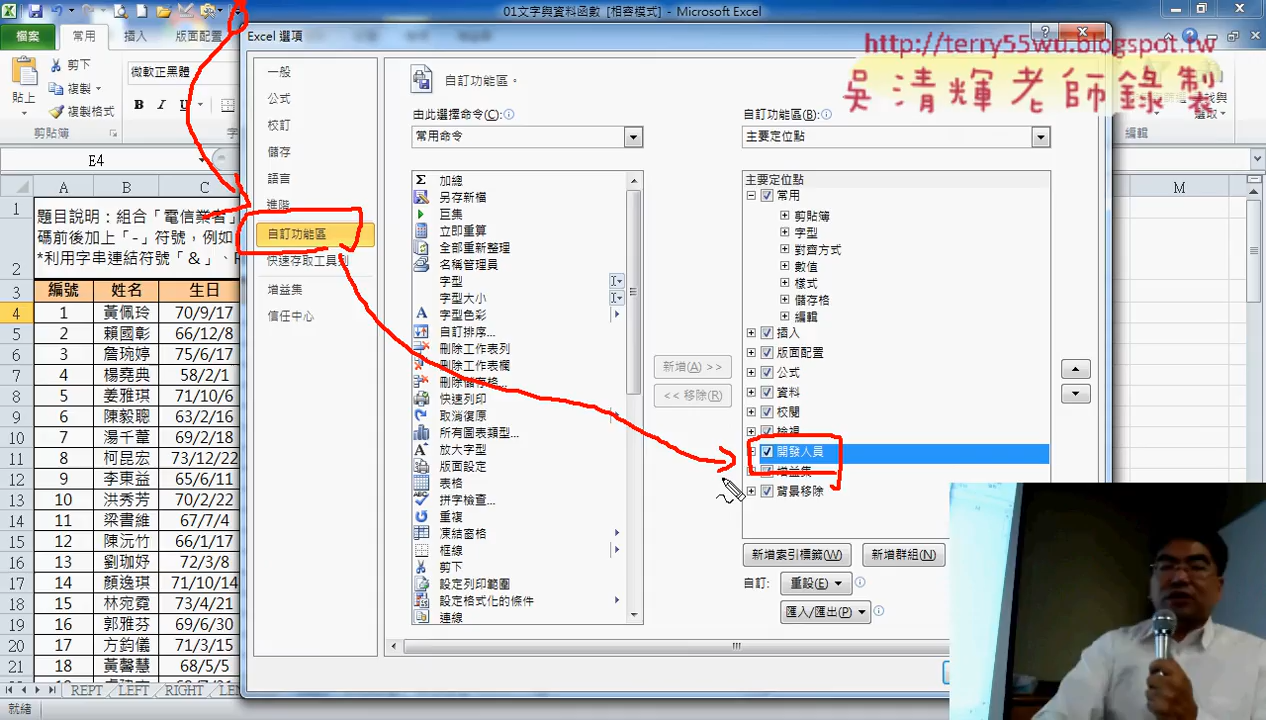 01文字與資料函數 [相容模式] - Microsoft Excel
http://terry55wu.blogspot.tw
吳清輝老師錄製
檔案 常用 插入 版面配置
剪下
複製
複製格式
貼上
剪貼簿
微軟正黑體
B I U
編輯
E4
A B C M
題目說明：組合「電信業者」
碼前後加上「-」符號，例如
*利用字串連結符號「&」、R
編號 姓名 生日
1 黃佩玲 70/9/17
2 賴國彰 66/12/8
3 詹琬婷 75/6/17
4 楊堯典 58/2/1
5 姜雅琪 71/10/6
6 陳毅聰 63/2/16
7 湯千蕙 69/2/18
8 柯昆宏 73/12/22
9 李東益 65/6/11
10 洪秀芳 70/2/22
11 梁書維 67/7/4
12 陳沅竹 66/1/17
13 劉珈妤 72/3/8
14 顏逸琪 71/10/14
15 林宛霓 73/4/21
16 郭雅芬 69/6/30
17 方鈞儀 71/3/15
18 黃馨慧 68/5/5
REPT LEFT RIGHT
就緒
Excel 選項
一般
公式
校訂
儲存
語言
進階
自訂功能區
快速存取工具列
增益集
信任中心
自訂功能區。
由此選擇命令(C):
常用命令
加總
另存新檔
巨集
立即重算
全部重新整理
名稱管理員
字型
字型大小
字型色彩
自訂排序...
刪除工作表列
刪除工作表欄
刪除儲存格...
快速列印
取消復原
所有圖表類型...
放大字型
版面設定
表格
拼字檢查...
重複
凍結窗格
框線
剪下
設定列印範圍
設定格式化的條件
連線
新增(A) >>
<< 移除(R)
自訂功能區(B):
主要定位點
主要定位點
常用
剪貼簿
字型
對齊方式
數值
樣式
儲存格
編輯
插入
版面配置
公式
資料
校閱
檢視
開發人員
增益集
背景移除
新增索引標籤(W) 新增群組(N)
自訂: 重設(E)
匯入/匯出(P)